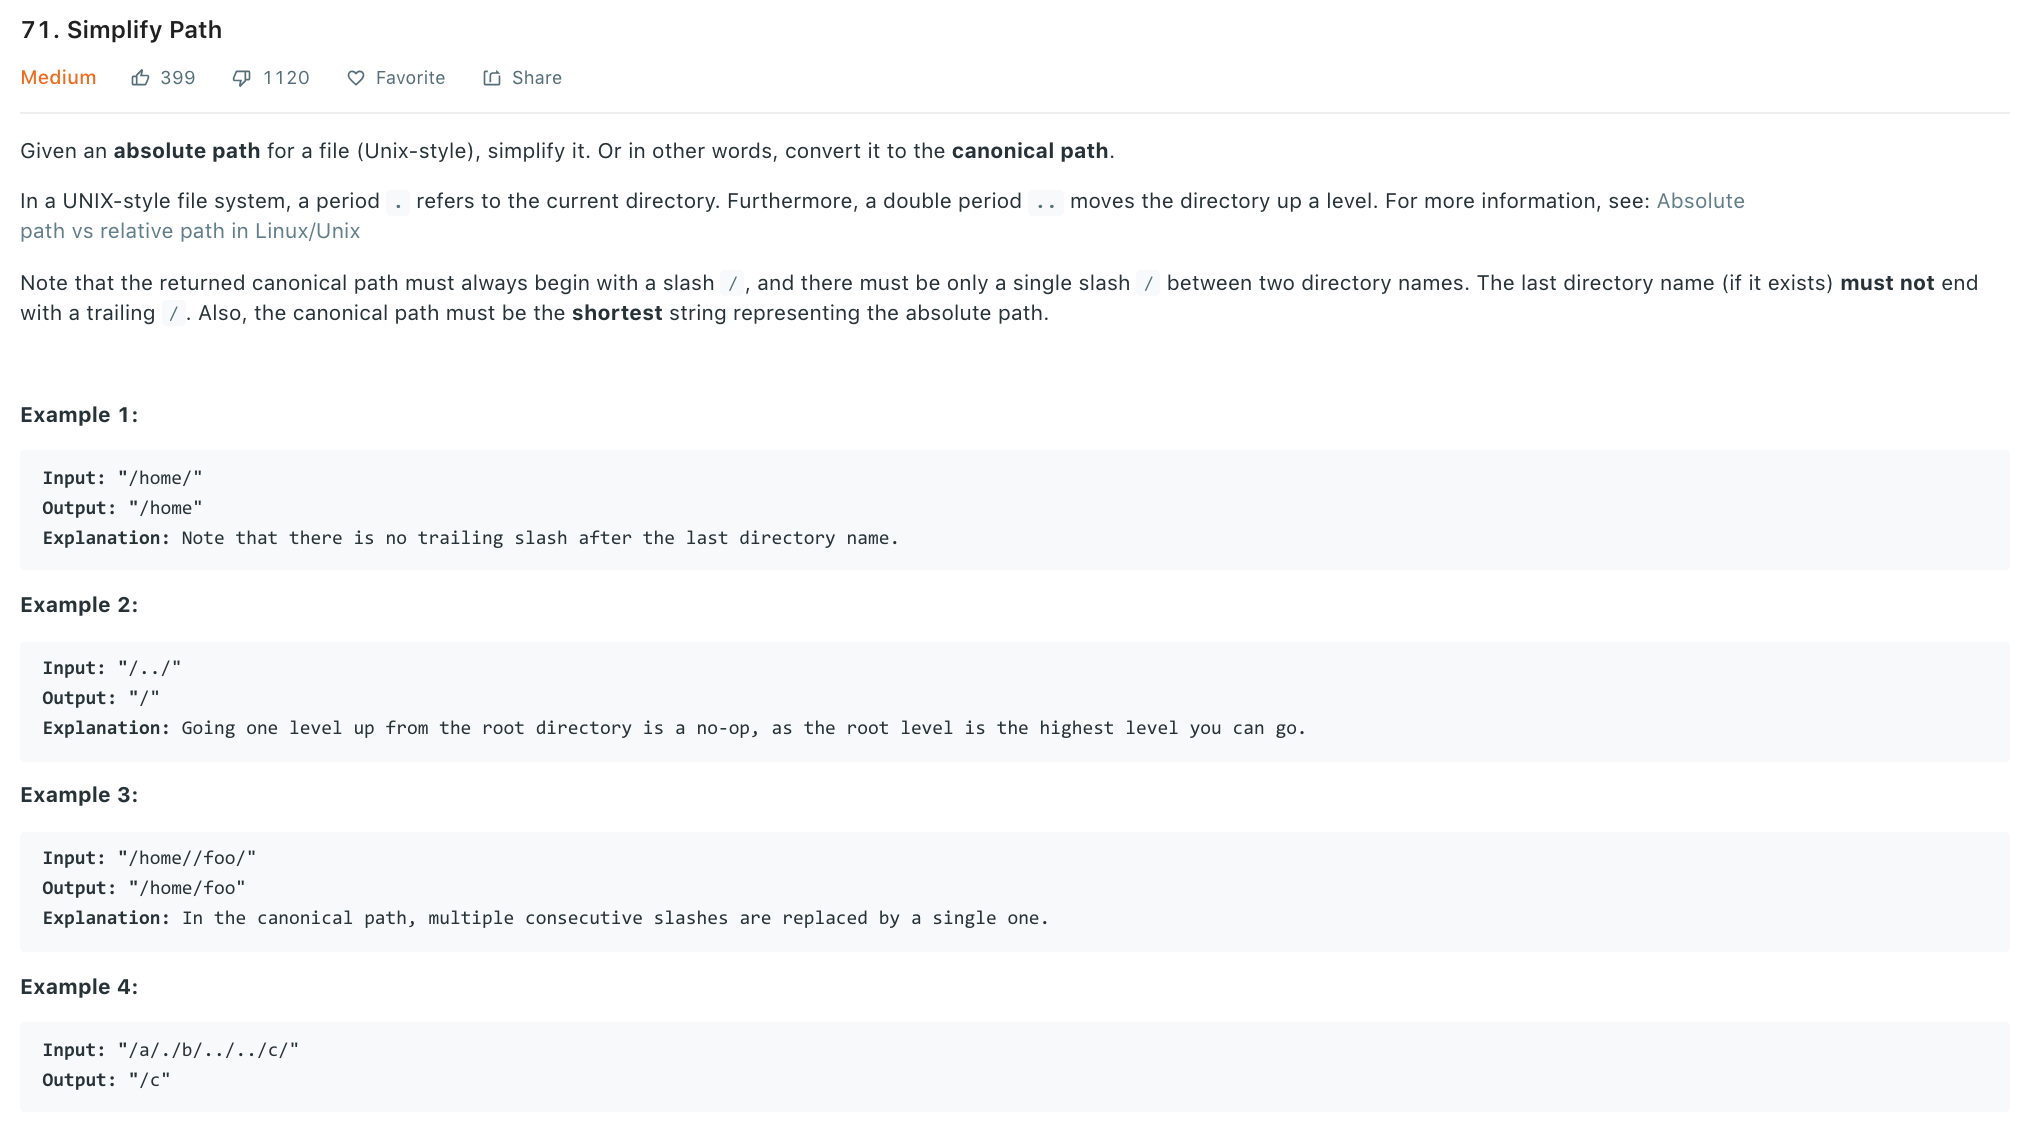 71. Simplify Path
Medium 399 1120 Favorite Share
Given an absolute path for a file (Unix-style), simplify it. Or in other words, convert it to the canonical path.
In a UNIX-style file system, a period . refers to the current directory. Furthermore, a double period .. moves the directory up a level. For more information, see: Absolute
path vs relative path in Linux/Unix
Note that the returned canonical path must always begin with a slash /, and there must be only a single slash / between two directory names. The last directory name (if it exists) must not end
with a trailing /. Also, the canonical path must be the shortest string representing the absolute path.
Example 1:
Input: "/home/"
Output: "/home"
Explanation: Note that there is no trailing slash after the last directory name.
Example 2:
Input: "/../"
Output: "/"
Explanation: Going one level up from the root directory is a no-op, as the root level is the highest level you can go.
Example 3:
Input: "/home//foo/"
Output: "/home/foo"
Explanation: In the canonical path, multiple consecutive slashes are replaced by a single one.
Example 4:
Input: "/a/./b/../../c/"
Output: "/c"